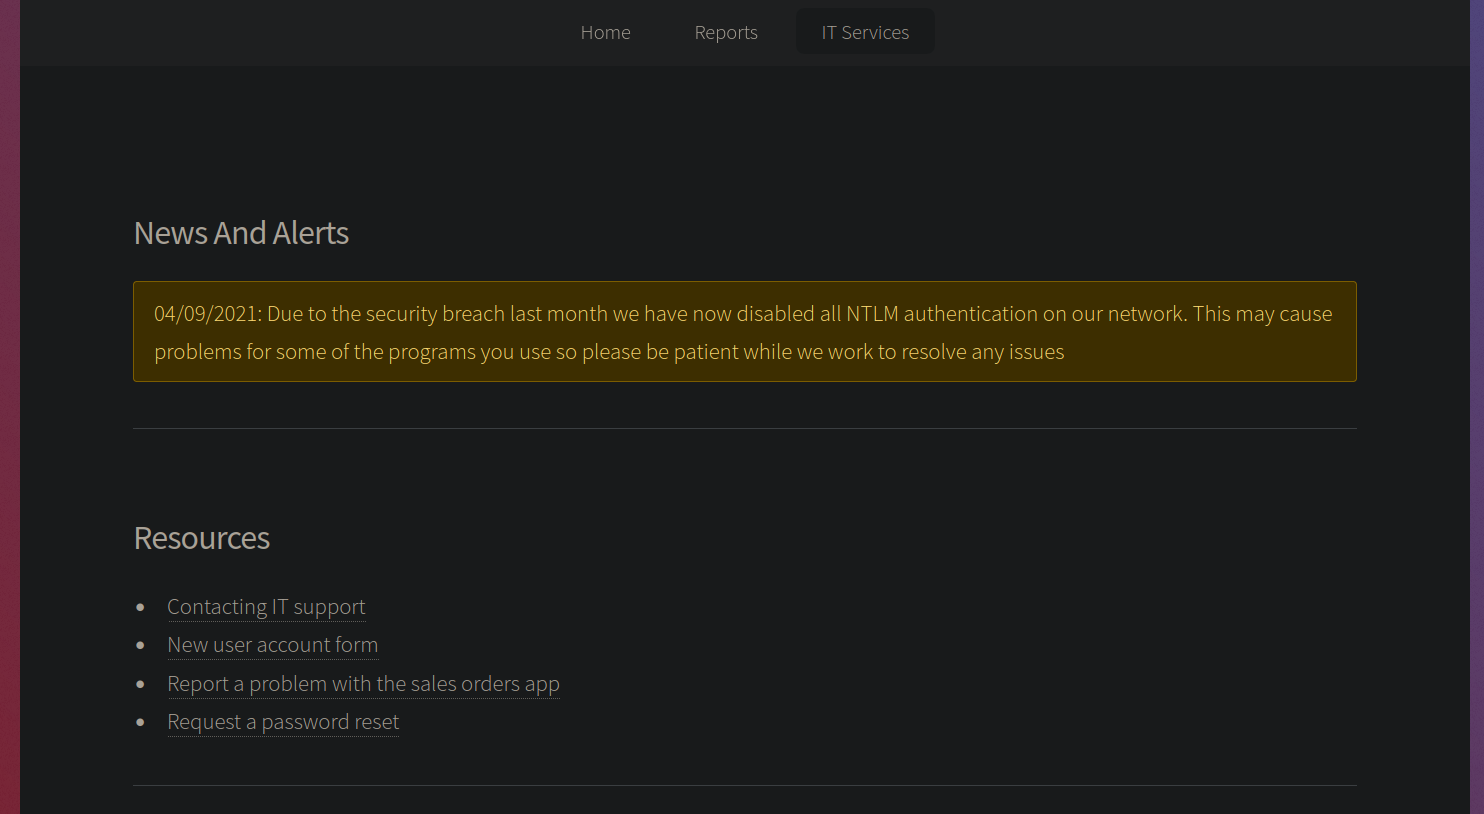 Home Reports IT Services
News And Alerts
04/09/2021: Due to the security breach last month we have now disabled all NTLM authentication on our network. This may cause
problems for some of the programs you use so please be patient while we work to resolve any issues
Resources
Contacting IT support
New user account form
Report a problem with the sales orders app
Request a password reset